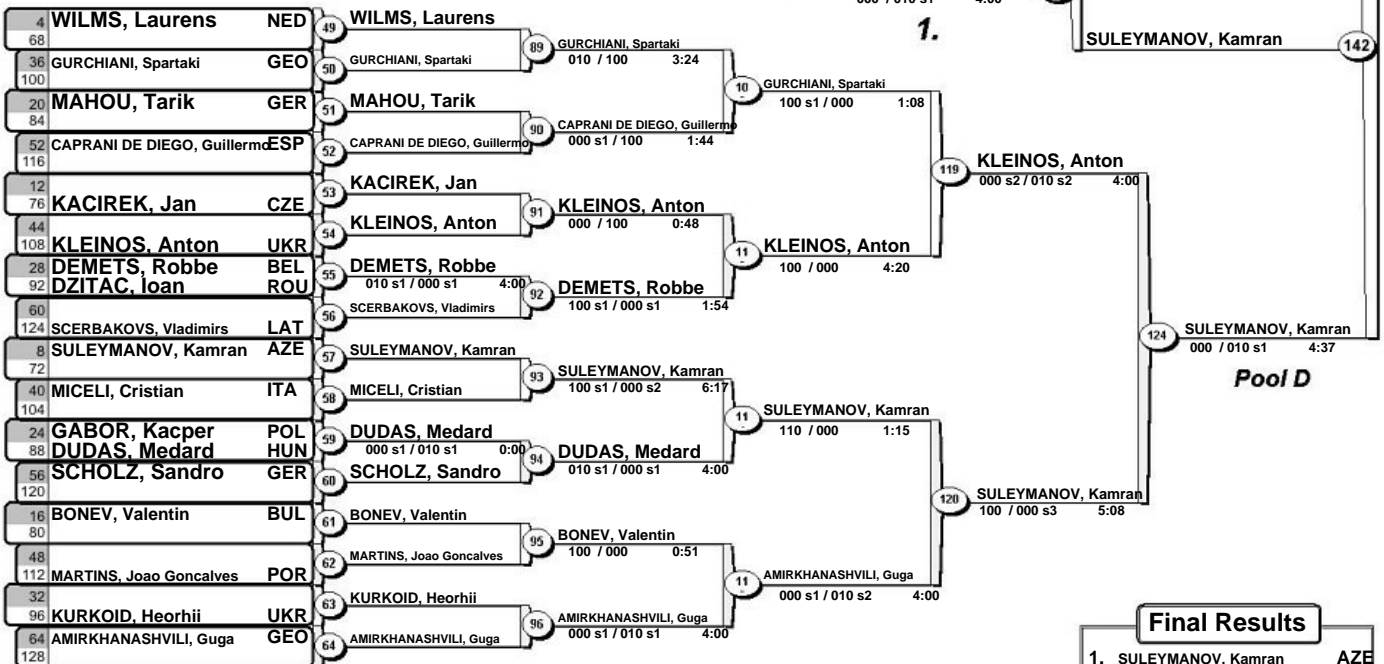 000 / 010 s1 4:00
1.
SULEYMANOV, Kamran
142
4 WILMS, Laurens NED
68
36 GURCHIANI, Spartaki GEO
100
20 MAHOU, Tarik GER
84
52 CAPRANI DE DIEGO, Guillermo ESP
116
12
76 KACIREK, Jan CZE
44
108 KLEINOS, Anton UKR
28 DEMETS, Robbe BEL
92 DZITAC, Ioan ROU
60
124 SCERBAKOVS, Vladimirs LAT
8 SULEYMANOV, Kamran AZE
72
40 MICELI, Cristian ITA
104
24 GABOR, Kacper POL
88 DUDAS, Medard HUN
56 SCHOLZ, Sandro GER
120
16 BONEV, Valentin BUL
80
48
112 MARTINS, Joao Goncalves POR
32
96 KURKOID, Heorhii UKR
64 AMIRKHANASHVILI, Guga GEO
128
49 WILMS, Laurens
50 GURCHIANI, Spartaki
51 MAHOU, Tarik
52 CAPRANI DE DIEGO, Guillermo
53 KACIREK, Jan
54 KLEINOS, Anton
55 DEMETS, Robbe
010 s1 / 000 s1 4:00
56 SCERBAKOVS, Vladimirs
57 SULEYMANOV, Kamran
58 MICELI, Cristian
59 DUDAS, Medard
000 s1 / 010 s1 0:00
60 SCHOLZ, Sandro
61 BONEV, Valentin
62 MARTINS, Joao Goncalves
63 KURKOID, Heorhii
64 AMIRKHANASHVILI, Guga
89 GURCHIANI, Spartaki
010 / 100 3:24
90 CAPRANI DE DIEGO, Guillermo
000 s1 / 100 1:44
91 KLEINOS, Anton
000 / 100 0:48
92 DEMETS, Robbe
100 s1 / 000 s1 1:54
93 SULEYMANOV, Kamran
100 s1 / 000 s2 6:17
94 DUDAS, Medard
010 s1 / 000 s1 4:00
95 BONEV, Valentin
100 / 000 0:51
96 AMIRKHANASHVILI, Guga
000 s1 / 010 s1 4:00
10 GURCHIANI, Spartaki
100 s1 / 000 1:08
11 KLEINOS, Anton
100 / 000 4:20
11 SULEYMANOV, Kamran
110 / 000 1:15
11 AMIRKHANASHVILI, Guga
000 s1 / 010 s2 4:00
119 KLEINOS, Anton
000 s2 / 010 s2 4:00
120 SULEYMANOV, Kamran
100 / 000 s3 5:08
124 SULEYMANOV, Kamran
000 / 010 s1 4:37
Pool D
Final Results
1. SULEYMANOV, Kamran AZE